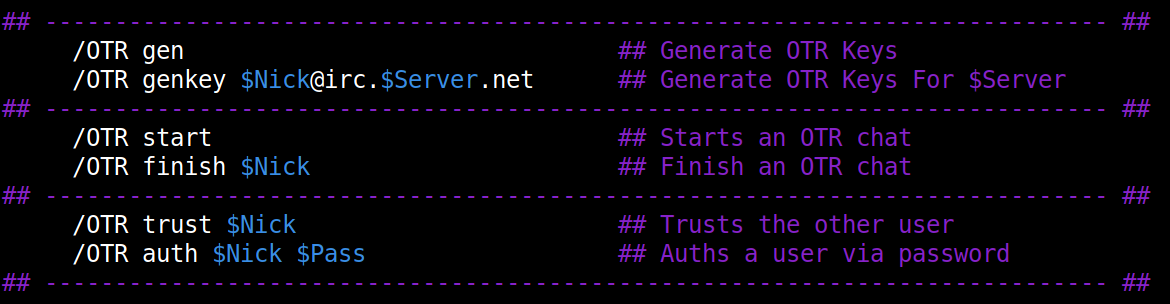 ## ---------------------------------------------------------------------------- ##
/OTR gen ## Generate OTR Keys
/OTR genkey $Nick@irc.$Server.net ## Generate OTR Keys For $Server
## ---------------------------------------------------------------------------- ##
/OTR start ## Starts an OTR chat
/OTR finish $Nick ## Finish an OTR chat
## ---------------------------------------------------------------------------- ##
/OTR trust $Nick ## Trusts the other user
/OTR auth $Nick $Pass ## Auths a user via password
## ---------------------------------------------------------------------------- ##